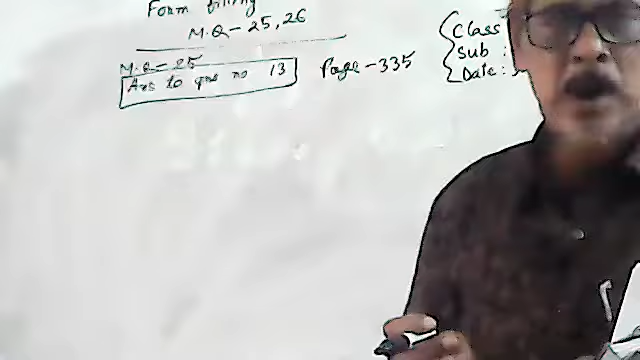 Form filling
M.Q-25,26
M.Q-25
Ans to que no 13
Page-335
Class
Sub :
Date :